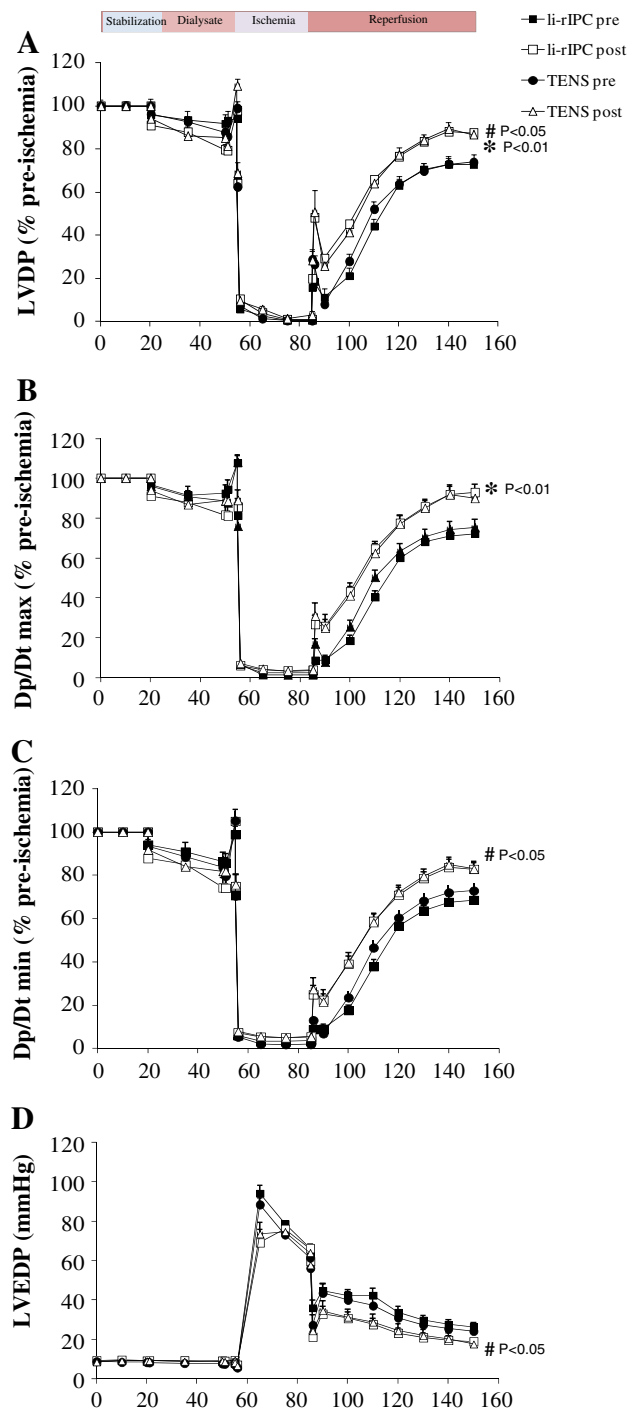 Stabilization Dialysate Ischemia Reperfusion
li-rIPC pre
li-rIPC post
TENS pre
TENS post
A
LVDP (% pre-ischemia)
120
100
80
60
40
20
0
# P<0.05
* P<0.01
0 20 40 60 80 100 120 140 160
B
Dp/Dt max (% pre-ischemia)
120
100
80
60
40
20
0
* P<0.01
0 20 40 60 80 100 120 140 160
C
Dp/Dt min (% pre-ischemia)
120
100
80
60
40
20
0
# P<0.05
0 20 40 60 80 100 120 140 160
D
LVEDP (mmHg)
120
100
80
60
40
20
0
# P<0.05
0 20 40 60 80 100 120 140 160